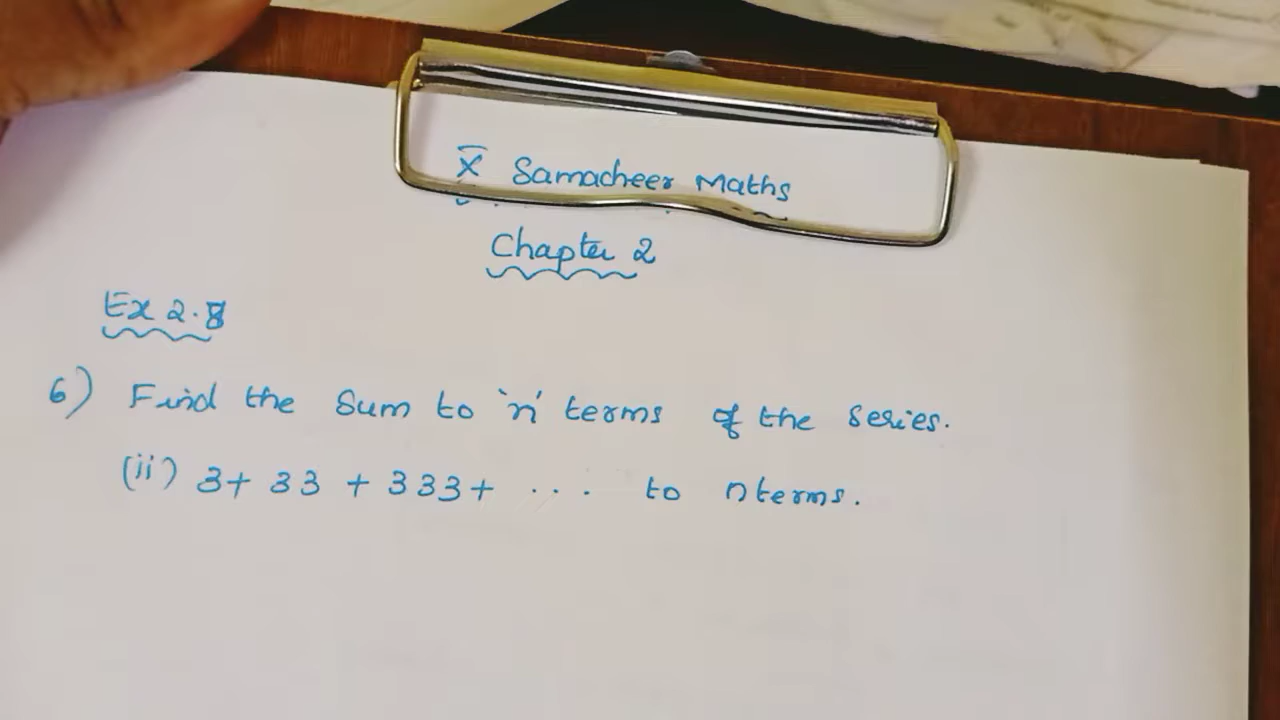 X Samacheer Maths
Chapter 2
Ex 2.8
6) Find the Sum to 'n' terms of the series.
(ii) 3+ 33 + 333+ ... to n terms.